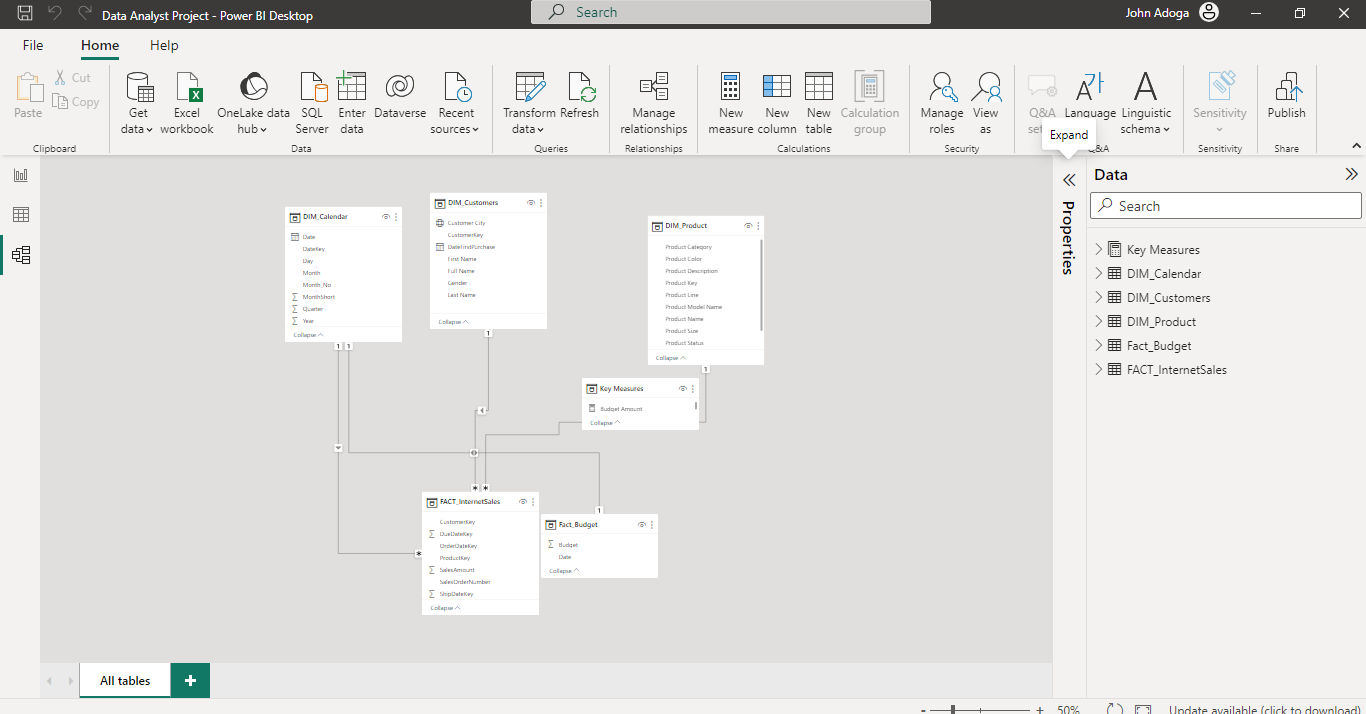 Data Analyst Project - Power BI Desktop
Search
John Adoga
File
Home
Help
Paste
Cut
Copy
Clipboard
Get data
Excel workbook
OneLake data hub
SQL Server
Enter data
Dataverse
Recent sources
Data
Transform data
Refresh
Queries
Manage relationships
Relationships
New measure
New column
New table
Calculation group
Calculations
Manage roles
View as
Security
Q&A
Language
Linguistic schema
Expand
Sensitivity
Sensitivity
Publish
Share
DIM_Calendar
Date
DateKey
Day
Month
Month_No
MonthShort
Quarter
Year
Collapse
1 1
DIM_Customers
Customer City
CustomerKey
DateFirstPurchase
First Name
Full Name
Gender
Last Name
Collapse
1
DIM_Product
Product Category
Product Color
Product Description
Product Key
Product Line
Product Model Name
Product Name
Product Size
Product Status
Collapse
1
Key Measures
Budget Amount
Collapse
* *
FACT_InternetSales
CustomerKey
DueDateKey
OrderDateKey
ProductKey
SalesAmount
SalesOrderNumber
ShipDateKey
Collapse
*
1
Fact_Budget
Budget
Date
Collapse
Properties
Data
Search
Key Measures
DIM_Calendar
DIM_Customers
DIM_Product
Fact_Budget
FACT_InternetSales
All tables
+
- + 50%
Update available (click to download)